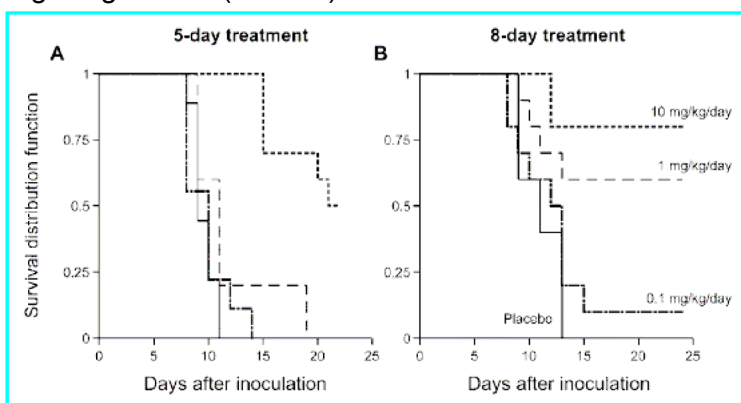 5-day treatment
8-day treatment
A
B
1
0.75
0.5
0.25
0
Survival distribution function
0 5 10 15 20 25
Days after inoculation
1
0.75
0.5
0.25
0
10 mg/kg/day
1 mg/kg/day
0.1 mg/kg/day
Placebo
0 5 10 15 20 25
Days after inoculation